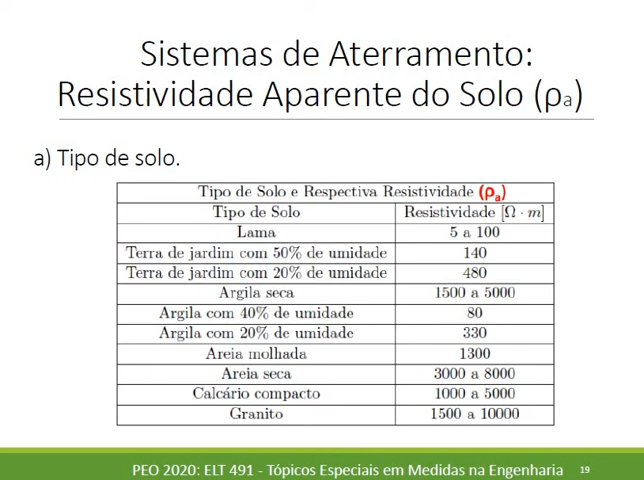 Sistemas de Aterramento:
Resistividade Aparente do Solo (ρa)
a) Tipo de solo.
Tipo de Solo e Respectiva Resistividade (ρa)
Tipo de Solo Resistividade [Ω · m]
Lama 5 a 100
Terra de jardim com 50% de umidade 140
Terra de jardim com 20% de umidade 480
Argila seca 1500 a 5000
Argila com 40% de umidade 80
Argila com 20% de umidade 330
Areia molhada 1300
Areia seca 3000 a 8000
Calcário compacto 1000 a 5000
Granito 1500 a 10000
PEO 2020: ELT 491 - Tópicos Especiais em Medidas na Engenharia 19